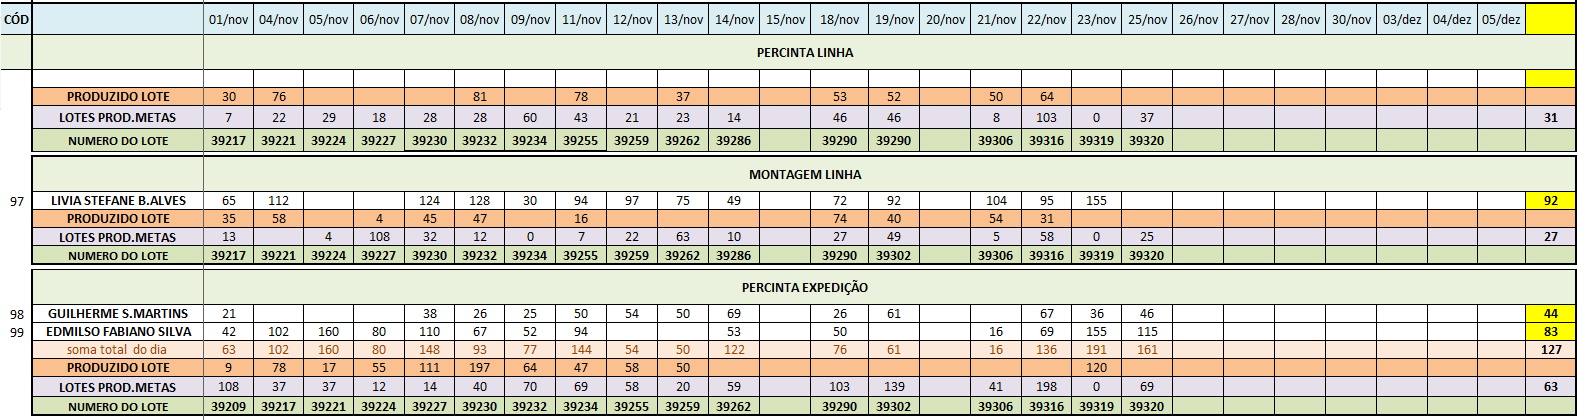 CÓD 01/nov 04/nov 05/nov 06/nov 07/nov 08/nov 09/nov 11/nov 12/nov 13/nov 14/nov 15/nov 18/nov 19/nov 20/nov 21/nov 22/nov 23/nov 25/nov 26/nov 27/nov 28/nov 30/nov 03/dez 04/dez 05/dez
PERCINTA LINHA
PRODUZIDO LOTE 30 76 81 78 37 53 52 50 64
LOTES PROD.METAS 7 22 29 18 28 28 60 43 21 23 14 46 46 8 103 0 37 31
NUMERO DO LOTE 39217 39221 39224 39227 39230 39232 39234 39255 39259 39262 39286 39290 39290 39306 39316 39319 39320
MONTAGEM LINHA
97 LIVIA STEFANE B.ALVES 65 112 124 128 30 94 97 75 49 72 92 104 95 155 92
PRODUZIDO LOTE 35 58 4 45 47 16 74 40 54 31
LOTES PROD.METAS 13 4 108 32 12 0 7 22 63 10 27 49 5 58 0 25 27
NUMERO DO LOTE 39217 39221 39224 39227 39230 39232 39234 39255 39259 39262 39286 39290 39302 39306 39316 39319 39320
PERCINTA EXPEDIÇÃO
98 GUILHERME S.MARTINS 21 38 26 25 50 54 50 69 26 61 67 36 46 44
99 EDMILSO FABIANO SILVA 42 102 160 80 110 67 52 94 53 50 16 69 155 115 83
soma total do dia 63 102 160 80 148 93 77 144 54 50 122 76 61 16 136 191 161 127
PRODUZIDO LOTE 9 78 17 55 111 197 64 47 58 50 120
LOTES PROD.METAS 108 37 37 12 14 40 70 69 58 20 59 103 139 41 198 0 69 63
NUMERO DO LOTE 39209 39217 39221 39224 39227 39230 39232 39234 39255 39259 39262 39290 39302 39306 39316 39319 39320